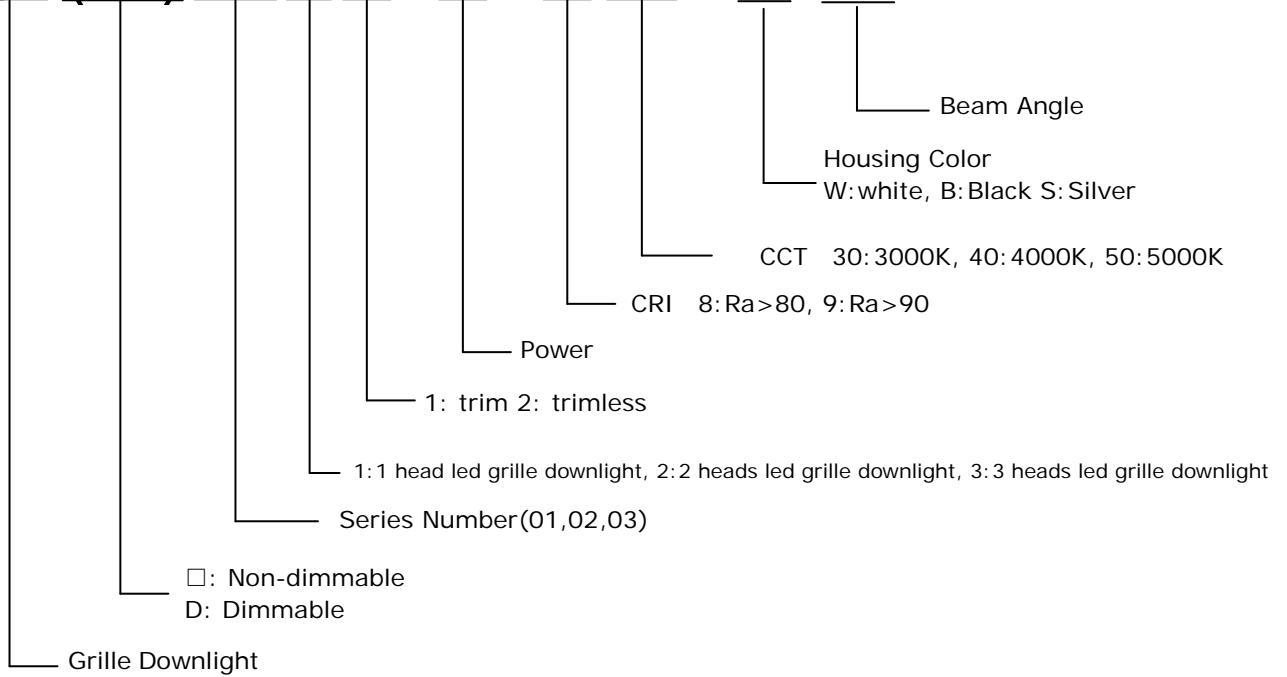 Beam Angle
Housing Color
W:white, B:Black S:Silver
CCT 30:3000K, 40:4000K, 50:5000K
CRI 8:Ra>80, 9:Ra>90
Power
1: trim 2: trimless
1:1 head led grille downlight, 2:2 heads led grille downlight, 3:3 heads led grille downlight
Series Number(01,02,03)
□: Non-dimmable
D: Dimmable
Grille Downlight